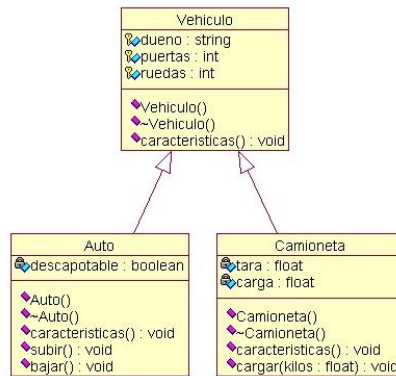 Vehiculo
dueno : string
puertas : int
ruedas : int
Vehiculo()
~Vehiculo()
caracteristicas() : void
Auto
descapotable : boolean
Auto()
~Auto()
caracteristicas() : void
subir() : void
bajar() : void
Camioneta
tara : float
carga : float
Camioneta()
~Camioneta()
caracteristicas() : void
cargar(kilos : float) : void